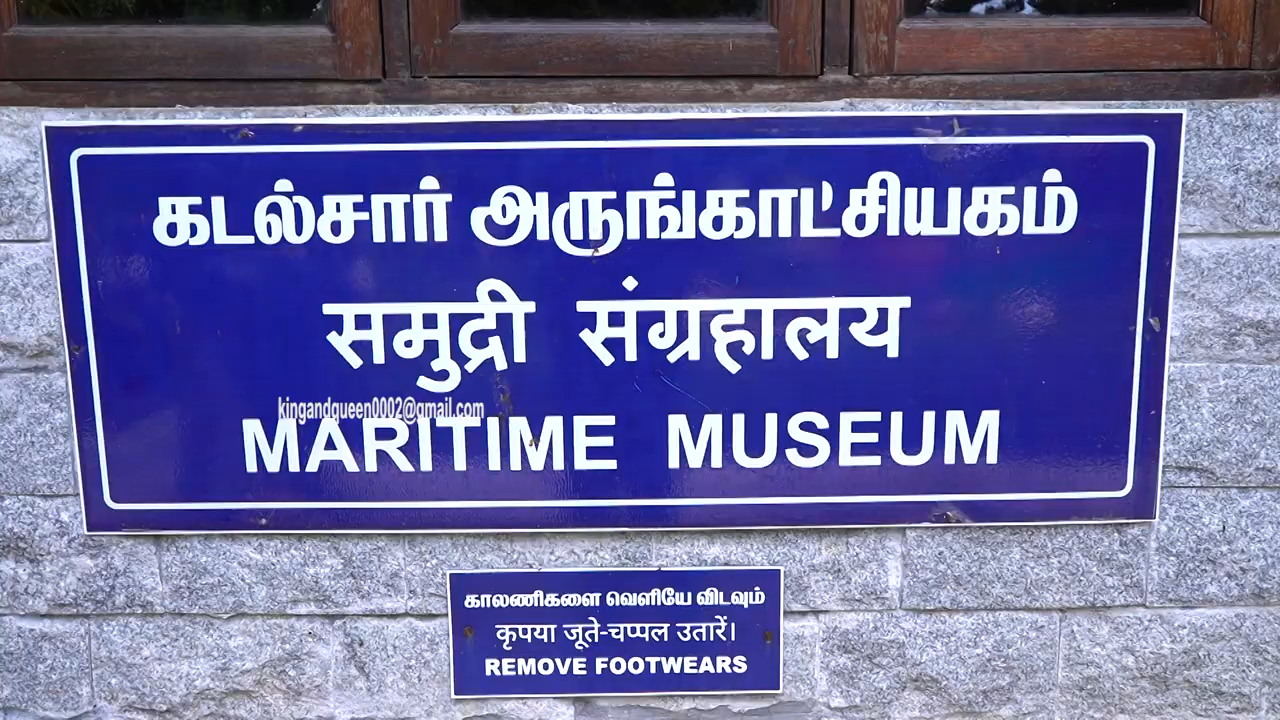 கடல்சார் அருங்காட்சியகம்
समुद्री संग्रहालय
kingandqueen0002@gmail.com
MARITIME MUSEUM
காலணிகளை வெளியே விடவும்
कृपया जूते-चप्पल उतारें।
REMOVE FOOTWEARS